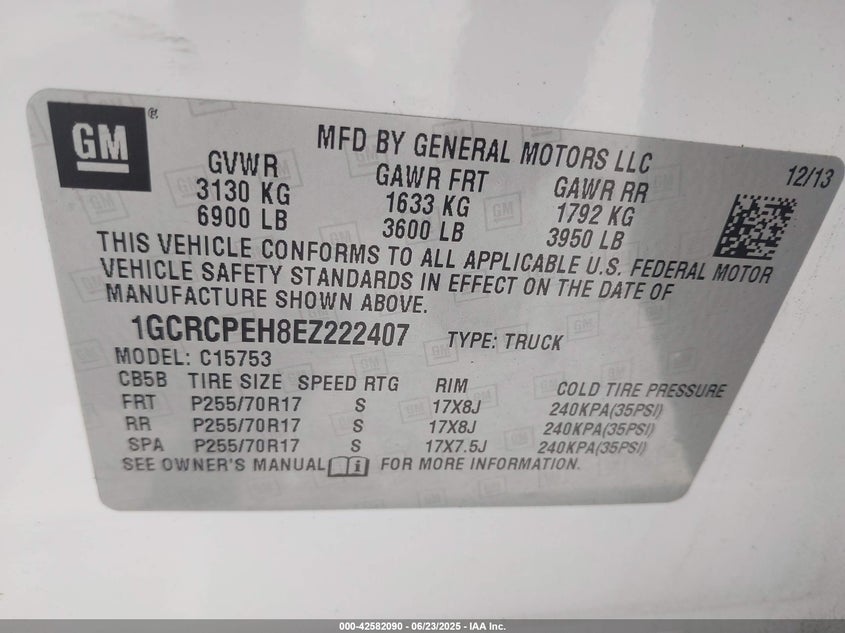 GM ®
MFD BY GENERAL MOTORS LLC
12/13
GVWR GAWR FRT GAWR RR
3130 KG 1633 KG 1792 KG
6900 LB 3600 LB 3950 LB
THIS VEHICLE CONFORMS TO ALL APPLICABLE U.S. FEDERAL MOTOR
VEHICLE SAFETY STANDARDS IN EFFECT ON THE DATE OF
MANUFACTURE SHOWN ABOVE.
1GCRCPEH8EZ222407 TYPE: TRUCK
MODEL: C15753
CB5B TIRE SIZE SPEED RTG RIM COLD TIRE PRESSURE
FRT P255/70R17 S 17X8J 240KPA(35PSI)
RR P255/70R17 S 17X8J 240KPA(35PSI)
SPA P255/70R17 S 17X7.5J 240KPA(35PSI)
SEE OWNER'S MANUAL i FOR MORE INFORMATION.
000-42582090 - 06/23/2025 - IAA Inc.